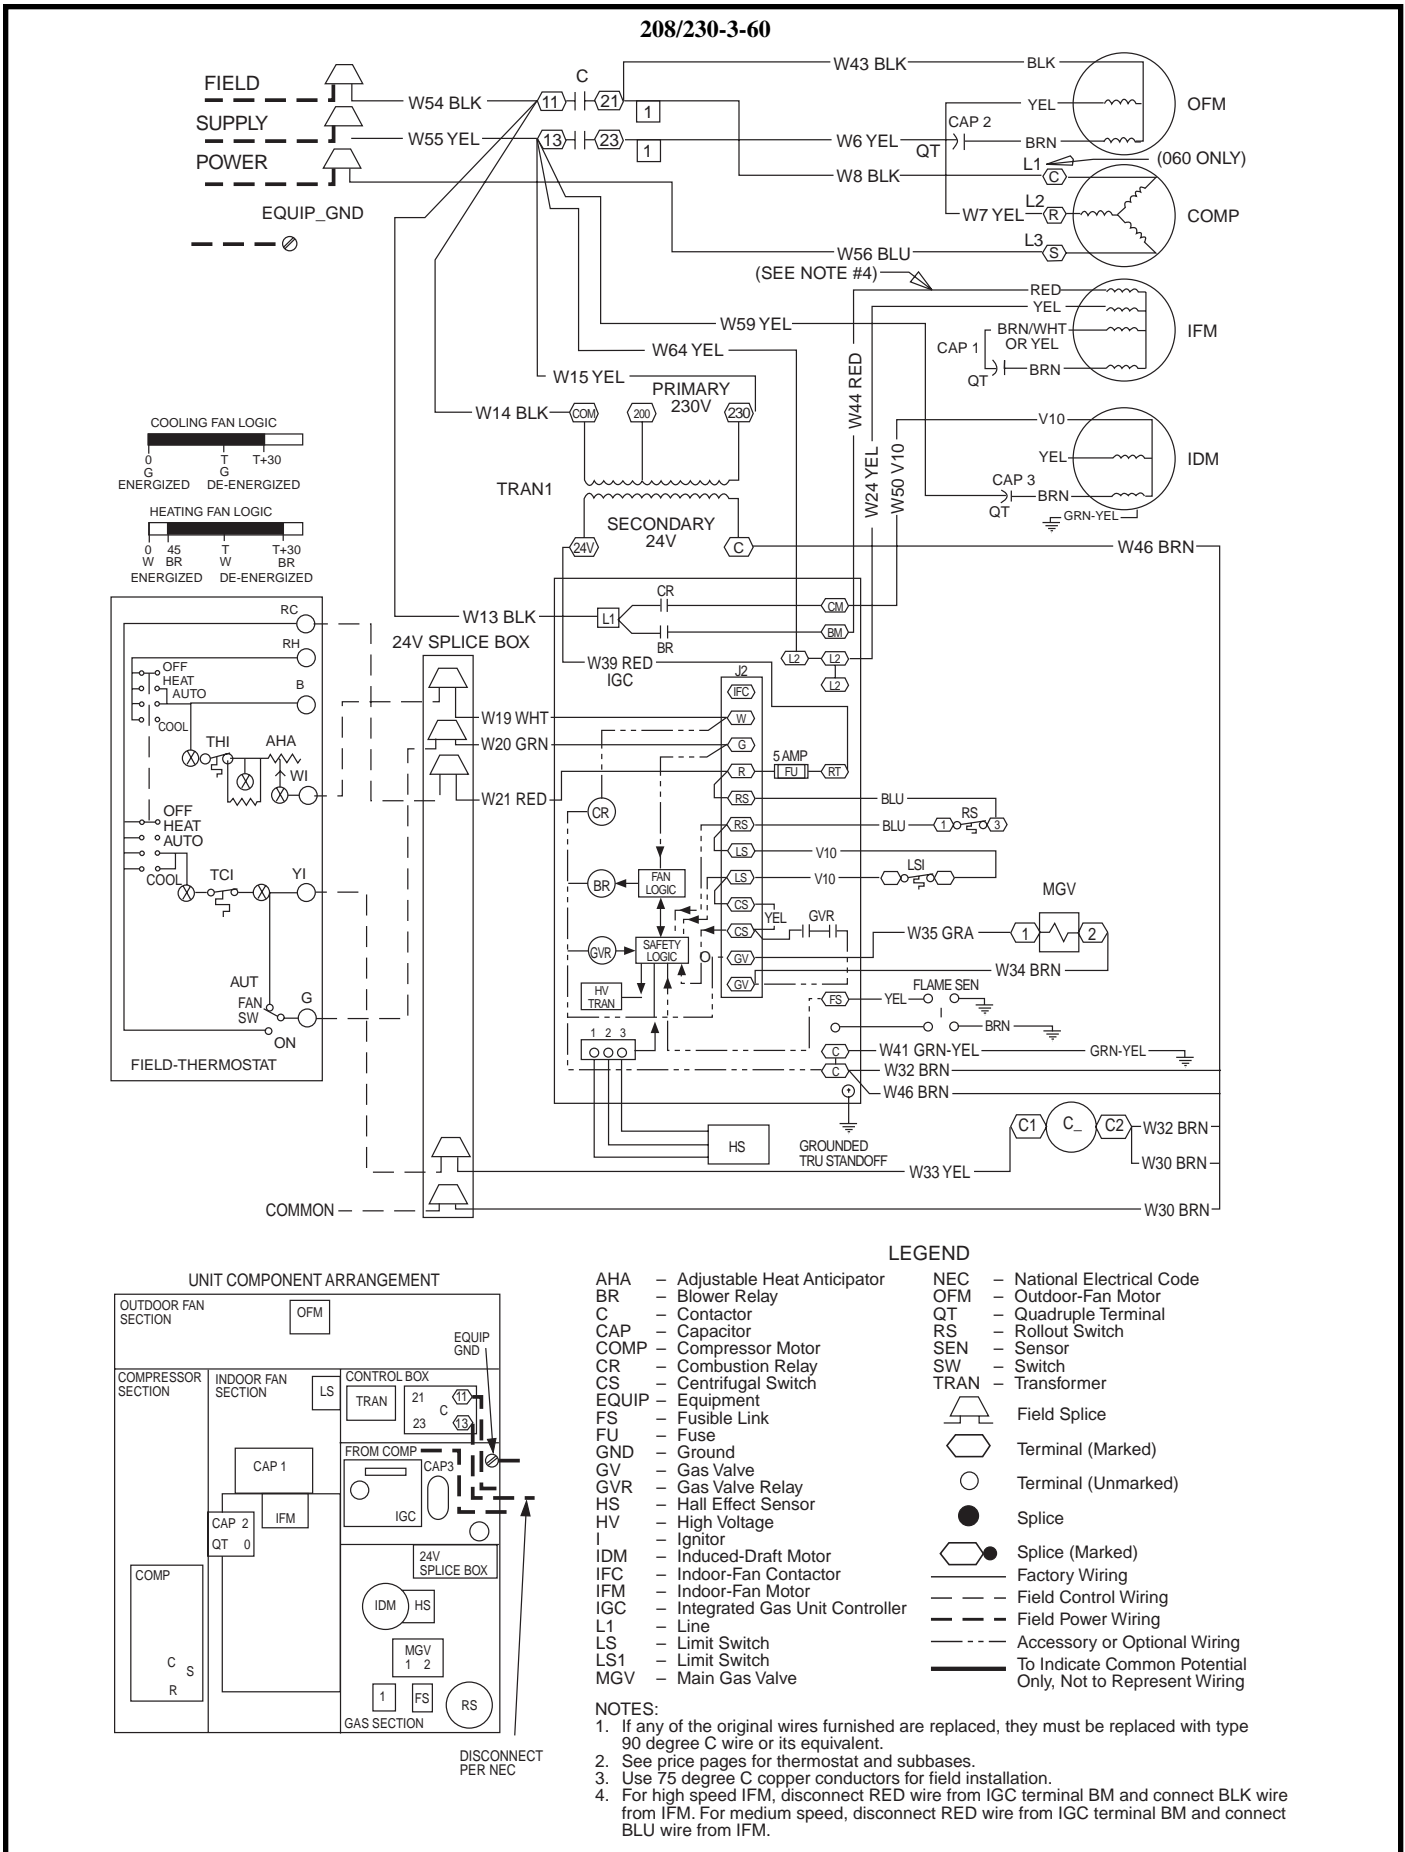 208/230-3-60
FIELD
SUPPLY
POWER
EQUIP_GND
W54 BLK
W55 YEL
11
C
21
1
13
23
1
W43 BLK
BLK
YEL
CAP 2
QT
BRN
OFM
W6 YEL
W8 BLK
L1
C
(060 ONLY)
L2
W7 YEL
R
COMP
L3
W56 BLU
S
(SEE NOTE #4)
RED
YEL
BRN/WHT
OR YEL
CAP 1
QT
BRN
IFM
W59 YEL
W64 YEL
W15 YEL
PRIMARY
230V
W14 BLK
COM
200
230
W44 RED
W24 YEL
W50 V10
V10
YEL
IDM
CAP 3
BRN
QT
GRN-YEL
TRAN1
SECONDARY
24V
24V
C
W46 BRN
COOLING FAN LOGIC
0 T T+30
G G
ENERGIZED DE-ENERGIZED
HEATING FAN LOGIC
0 45 T T+30
W BR W BR
ENERGIZED DE-ENERGIZED
RC
RH
OFF
HEAT
AUTO
B
COOL
THI
AHA
WI
OFF
HEAT
AUTO
COOL
TCI
YI
AUT
FAN
SW
G
ON
FIELD-THERMOSTAT
24V SPLICE BOX
W13 BLK
L1
CR
CM
BR
BM
W39 RED
IGC
L2
L2
L2
J2
IFC
W19 WHT
W
W20 GRN
G
5 AMP
R
FU
RT
W21 RED
RS
BLU
CR
RS
BLU
1
RS
3
LS
V10
LS
V10
LSI
BR
FAN
LOGIC
CS
YEL
GVR
MGV
CS
W35 GRA
1
2
GVR
SAFETY
LOGIC
GV
W34 BRN
HV
TRAN
GV
FLAME SEN
FS
YEL
I
BRN
1 2 3
C
W41 GRN-YEL
GRN-YEL
C
W32 BRN
W46 BRN
HS
GROUNDED
TRU STANDOFF
C1
C_
C2
W32 BRN
W30 BRN
W33 YEL
COMMON
W30 BRN
UNIT COMPONENT ARRANGEMENT
OUTDOOR FAN
SECTION
OFM
EQUIP
GND
COMPRESSOR
SECTION
INDOOR FAN
SECTION
LS
CONTROL BOX
TRAN
21
11
C
23
13
FROM COMP
CAP3
IGC
CAP 1
IFM
CAP 2
QT 0
COMP
C
S
R
24V
SPLICE BOX
IDM
HS
MGV
1 2
1
FS
RS
GAS SECTION
DISCONNECT
PER NEC
LEGEND
AHA – Adjustable Heat Anticipator
BR – Blower Relay
C – Contactor
CAP – Capacitor
COMP – Compressor Motor
CR – Combustion Relay
CS – Centrifugal Switch
EQUIP – Equipment
FS – Fusible Link
FU – Fuse
GND – Ground
GV – Gas Valve
GVR – Gas Valve Relay
HS – Hall Effect Sensor
HV – High Voltage
I – Ignitor
IDM – Induced-Draft Motor
IFC – Indoor-Fan Contactor
IFM – Indoor-Fan Motor
IGC – Integrated Gas Unit Controller
L1 – Line
LS – Limit Switch
LS1 – Limit Switch
MGV – Main Gas Valve
NEC – National Electrical Code
OFM – Outdoor-Fan Motor
QT – Quadruple Terminal
RS – Rollout Switch
SEN – Sensor
SW – Switch
TRAN – Transformer
Field Splice
Terminal (Marked)
Terminal (Unmarked)
Splice
Splice (Marked)
Factory Wiring
Field Control Wiring
Field Power Wiring
Accessory or Optional Wiring
To Indicate Common Potential
Only, Not to Represent Wiring
NOTES:
1. If any of the original wires furnished are replaced, they must be replaced with type
90 degree C wire or its equivalent.
2. See price pages for thermostat and subbases.
3. Use 75 degree C copper conductors for field installation.
4. For high speed IFM, disconnect RED wire from IGC terminal BM and connect BLK wire
from IFM. For medium speed, disconnect RED wire from IGC terminal BM and connect
BLU wire from IFM.